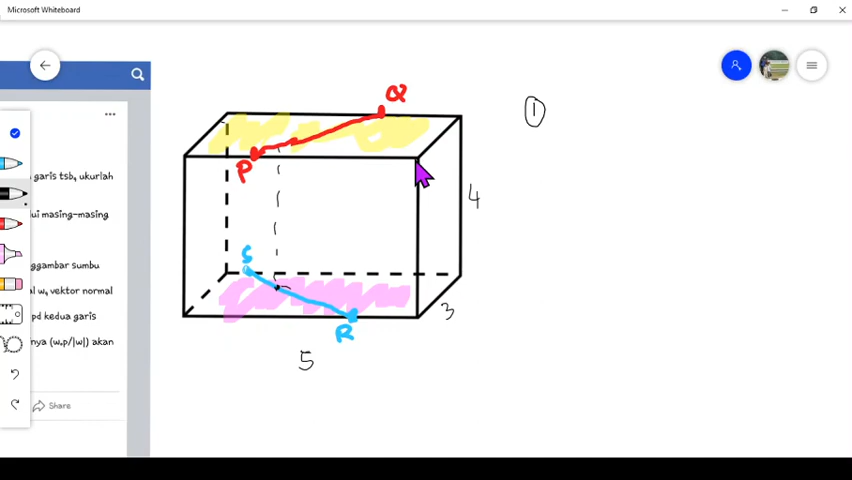 Microsoft Whiteboard
garis tsb, ukurlah
ui masing-masing
ggambar sumbu
al w, vektor normal
pd kedua garis
nya (w.p/|w|) akan
Share
Q
P
S
R
1
4
3
5